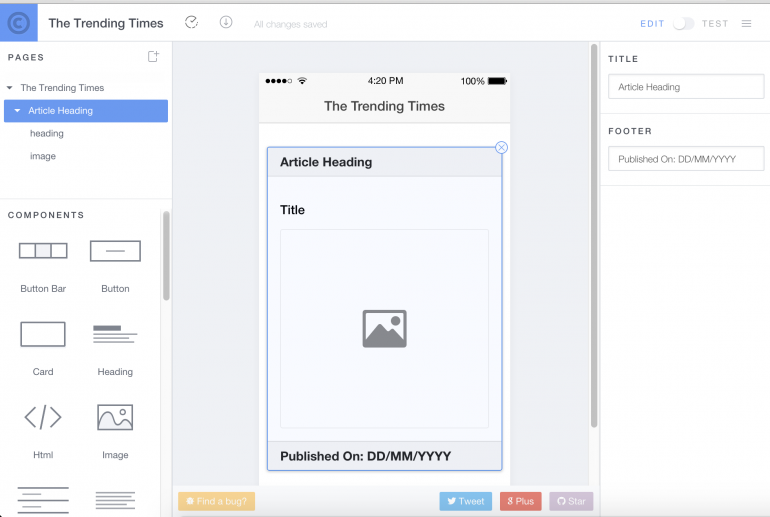 The Trending Times
All changes saved
EDIT
TEST
PAGES
The Trending Times
Article Heading
heading
image
COMPONENTS
Button Bar
Button
Card
Heading
Html
Image
4:20 PM
100%
The Trending Times
Article Heading
Title
Published On: DD/MM/YYYY
Find a bug?
Tweet
Plus
Star
TITLE
Article Heading
FOOTER
Published On: DD/MM/YYYY